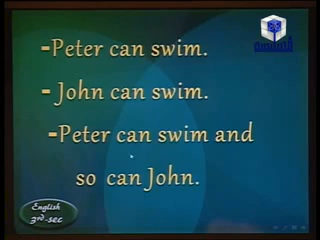 -Peter can swim.
- John can swim.
-Peter can swim and
so can John.
English
3rd-sec